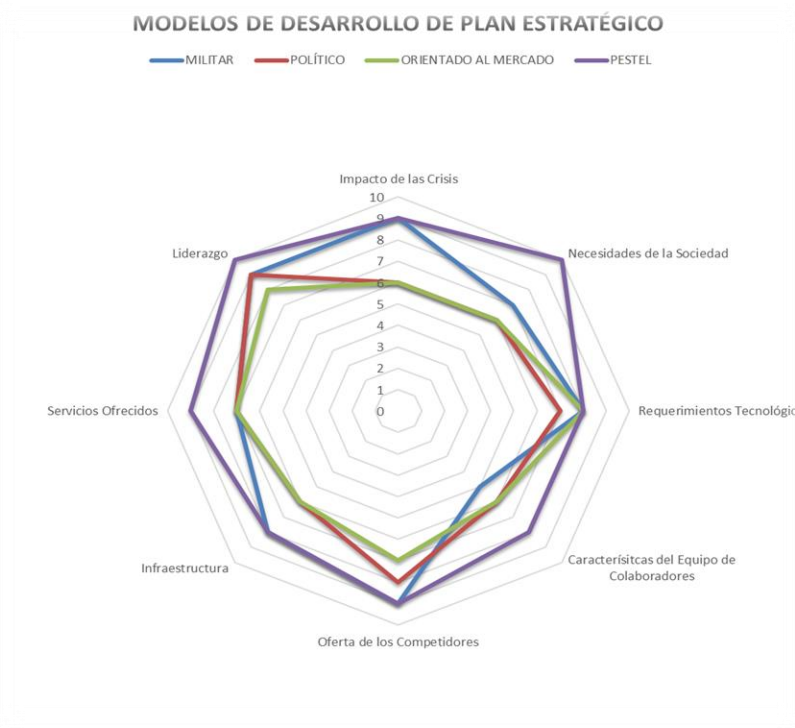 MODELOS DE DESARROLLO DE PLAN ESTRATÉGICO
MILITAR
POLÍTICO
ORIENTADO AL MERCADO
PESTEL
Impacto de las Crisis
10
9
8
7
6
5
4
3
2
1
0
Liderazgo
Necesidades de la Sociedad
Servicios Ofrecidos
Requerimientos Tecnológic
Infraestructura
Caracterísitcas del Equipo de
Colaboradores
Oferta de los Competidores